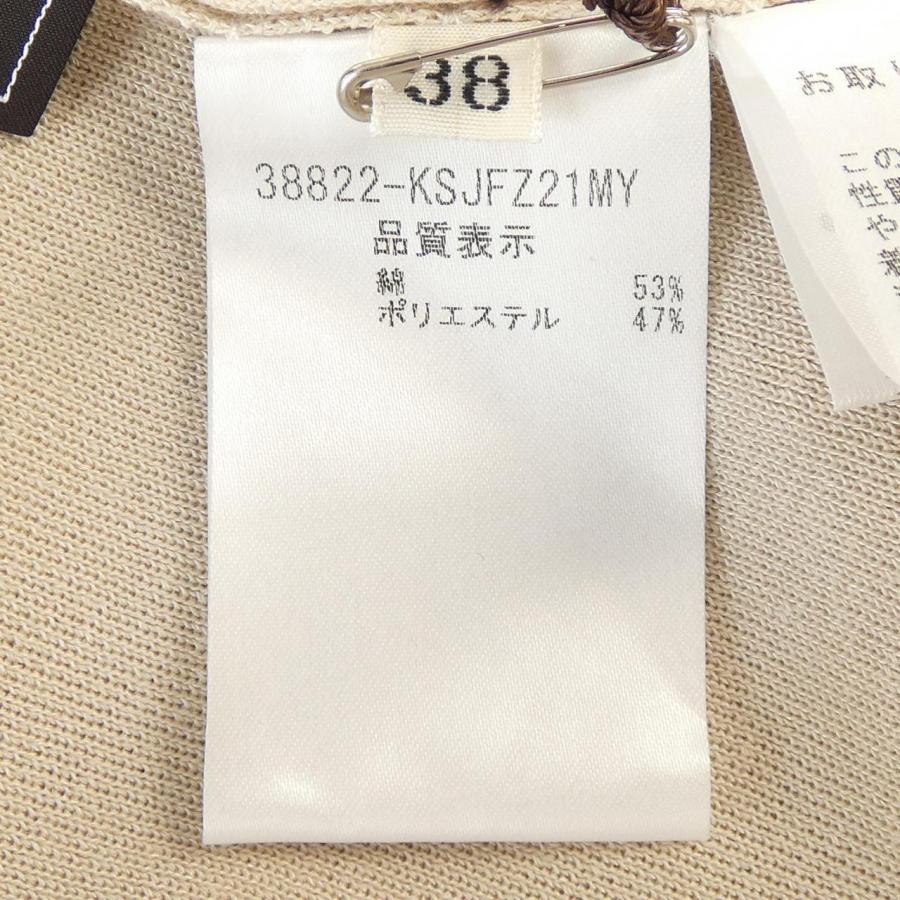 38
38822-KSJFZ21MY
品質表示
綿 53%
ポリエステル 47%
お取
この
性質
や
着